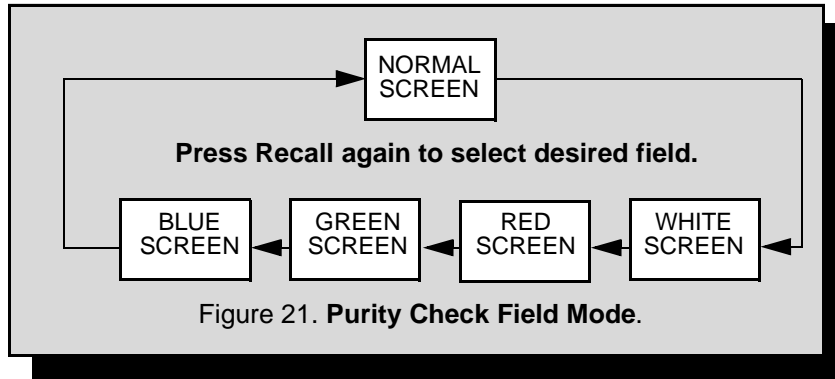 NORMAL
SCREEN
Press Recall again to select desired field.
BLUE
SCREEN
GREEN
SCREEN
RED
SCREEN
WHITE
SCREEN
Figure 21. Purity Check Field Mode.